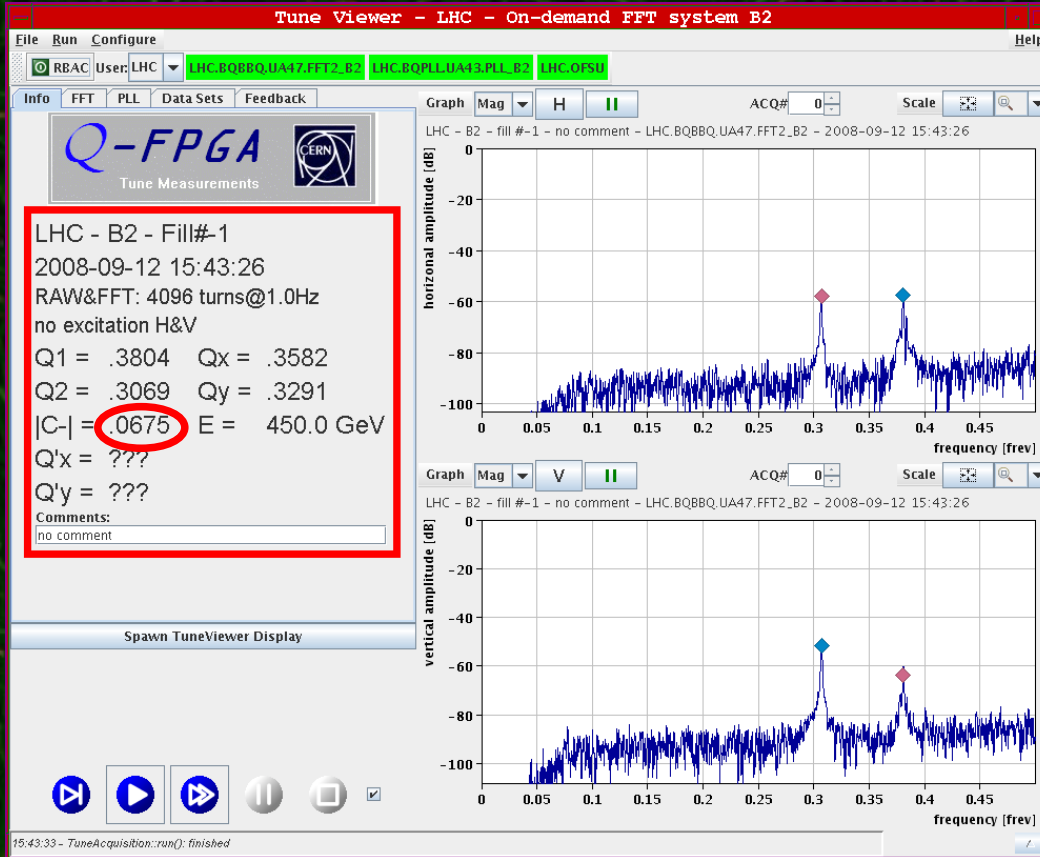 Tune Viewer - LHC - On-demand FFT system B2
File Run Configure Help
RBAC User: LHC LHC.BQBBQ.UA47.FFT2_B2 LHC.BQPLL.UA43.PLL_B2 LHC.OFSU
Info FFT PLL Data Sets Feedback
Q-FPGA
CERN
Tune Measurements
LHC - B2 - Fill#-1
2008-09-12 15:43:26
RAW&FFT: 4096 turns@1.0Hz
no excitation H&V
Q1 = .3804 Qx = .3582
Q2 = .3069 Qy = .3291
|C-| = .0675 E = 450.0 GeV
Q'x = ???
Q'y = ???
Comments:
no comment
Spawn TuneViewer Display
15:43:33 - TuneAcquisition::run(): finished
Graph Mag H ACQ# 0 Scale
LHC - B2 - fill #-1 - no comment - LHC.BQBBQ.UA47.FFT2_B2 - 2008-09-12 15:43:26
horizonal amplitude [dB]
0
-20
-40
-60
-80
-100
0 0.05 0.1 0.15 0.2 0.25 0.3 0.35 0.4 0.45
frequency [frev]
Graph Mag V ACQ# 0 Scale
LHC - B2 - fill #-1 - no comment - LHC.BQBBQ.UA47.FFT2_B2 - 2008-09-12 15:43:26
vertical amplitude [dB]
0
-20
-40
-60
-80
-100
0 0.05 0.1 0.15 0.2 0.25 0.3 0.35 0.4 0.45
frequency [frev]